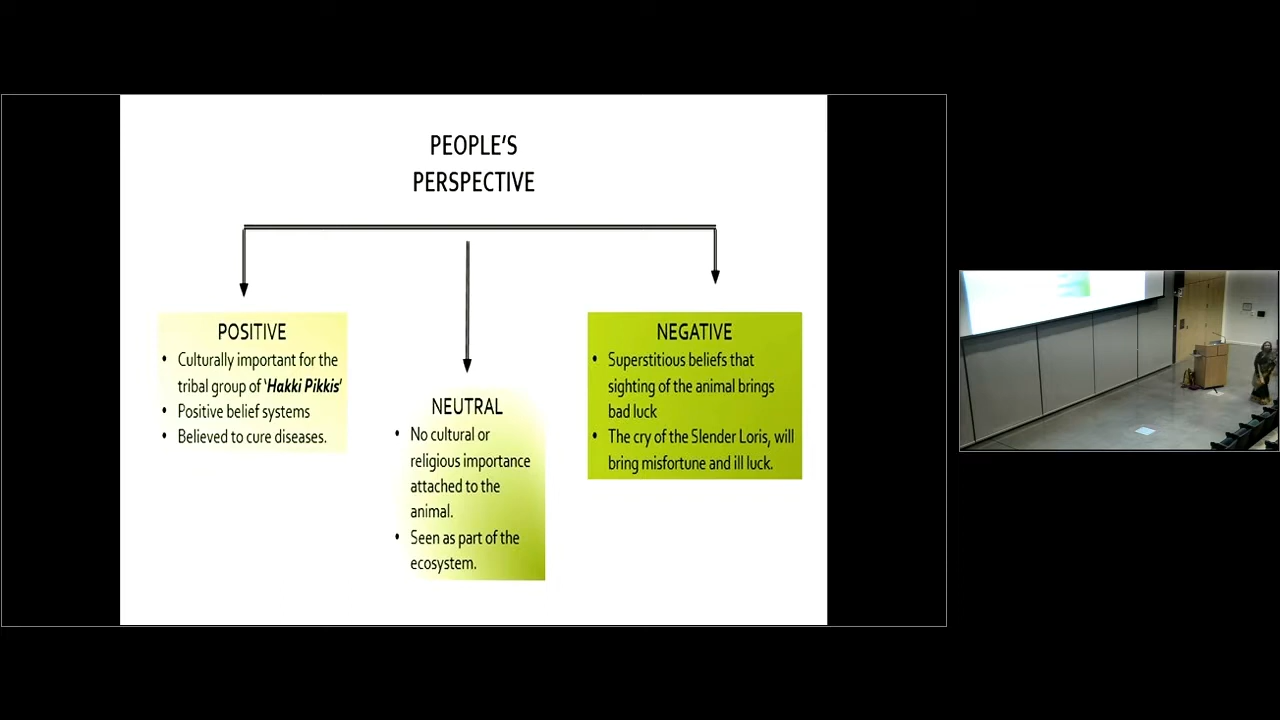 PEOPLE'S
PERSPECTIVE
POSITIVE
• Culturally important for the
tribal group of 'Hakki Pikkis'
• Positive belief systems
• Believed to cure diseases.
NEUTRAL
• No cultural or
religious importance
attached to the
animal.
• Seen as part of the
ecosystem.
NEGATIVE
• Superstitious beliefs that
sighting of the animal brings
bad luck
• The cry of the Slender Loris, will
bring misfortune and ill luck.